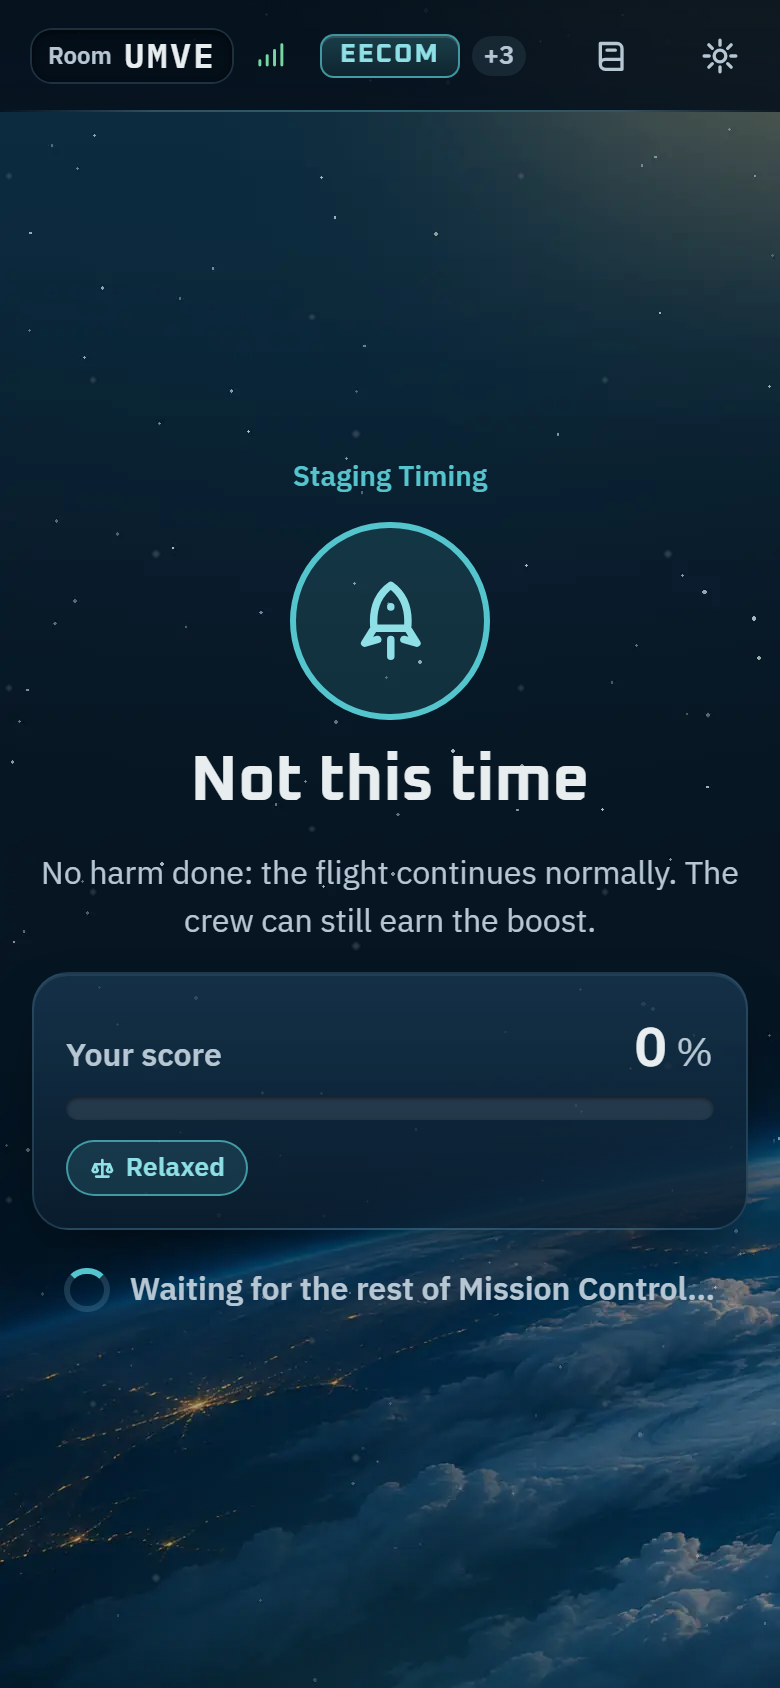 Room UMVE EECOM +3
Staging Timing
Not this time
No harm done: the flight continues normally. The
crew can still earn the boost.
Your score 0 %
Relaxed
Waiting for the rest of Mission Control...